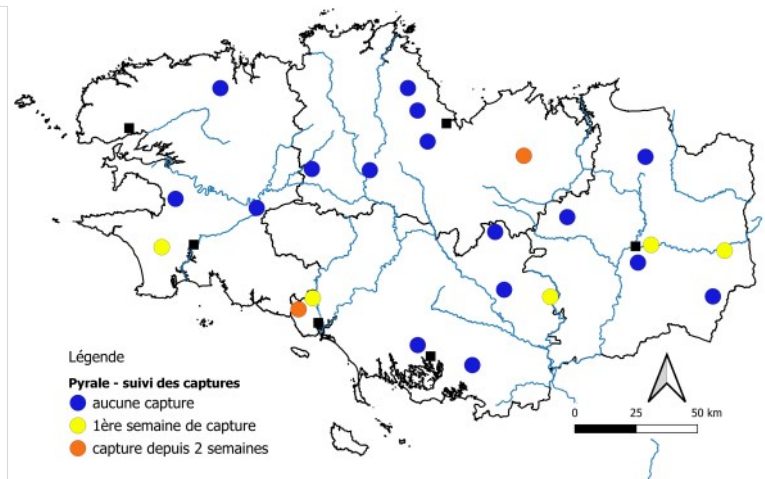 Légende
Pyrale - suivi des captures
aucune capture
1ère semaine de capture
capture depuis 2 semaines
0 25 50 km